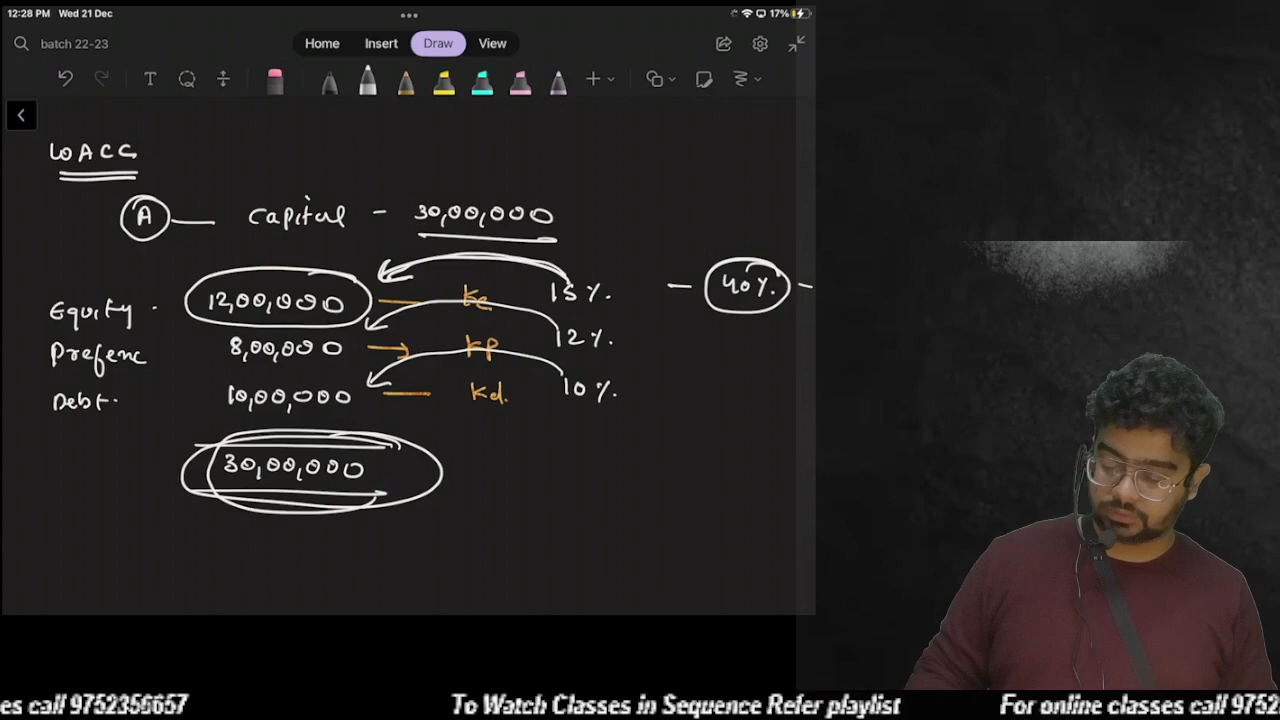 12:28 PM Wed 21 Dec
17%
batch 22-23
Home Insert Draw View
WACC
A — Capital - 30,00,000
Equity 12,00,000 — Ke 15% - 40% -
Prefenc 8,00,000 → Kp 12%
Debt. 10,00,000 — Kd. 10%
30,00,000
es call 9752356657 To Watch Classes in Sequence Refer playlist For online classes call 9752